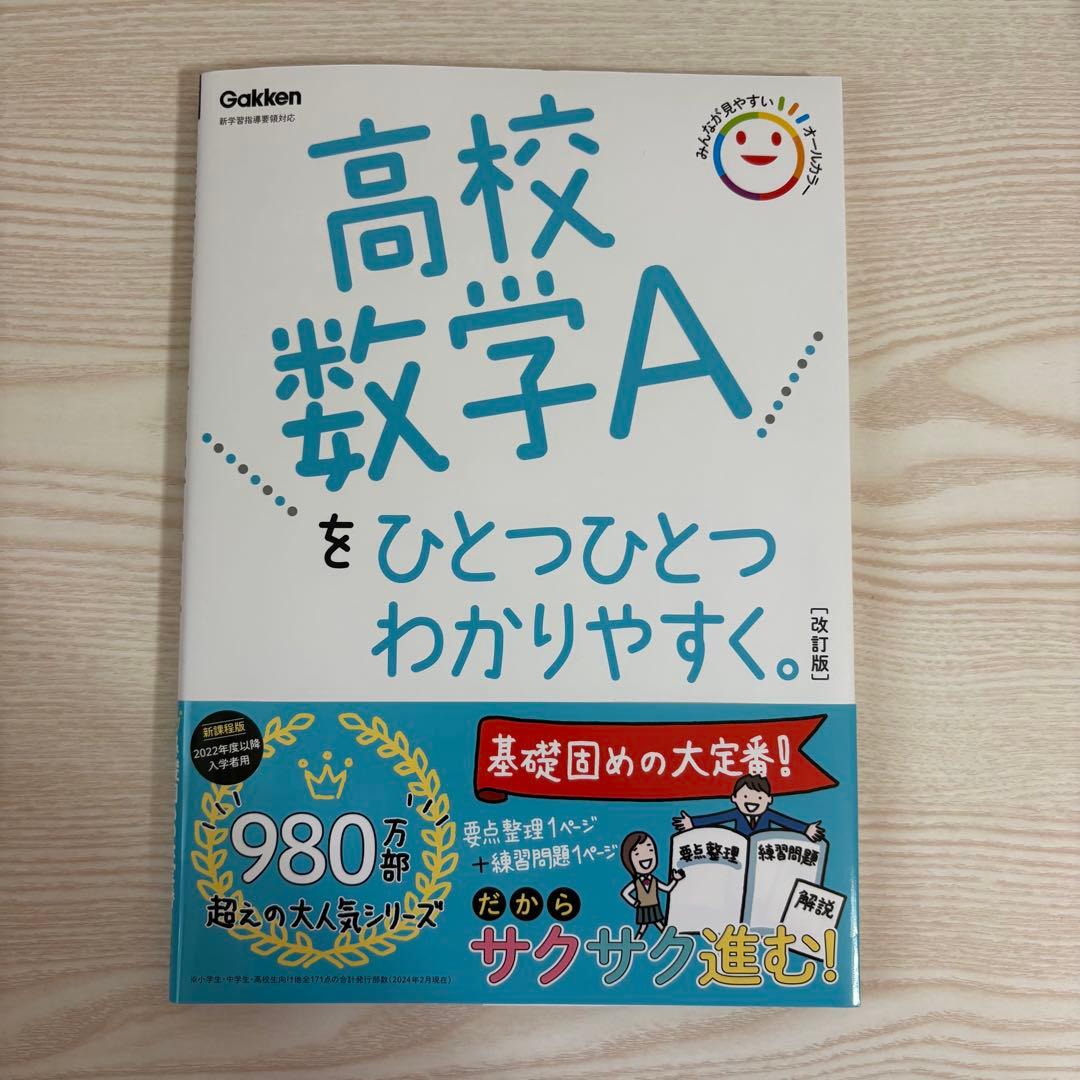 Gakken
新学習指導要領対応
みんなが見やすい オールカラー
高校
数学A
を ひとつひとつ
わかりやすく。
[改訂版]
新課程版
2022年度以降
入学者用
980万部
超えの大人気シリーズ
基礎固めの大定番!
要点整理1ページ
+練習問題1ページ
だから
サクサク進む!
要点整理
練習問題
解説
※小学生・中学生・高校生向け他全171点の合計発行部数(2024年2月現在)